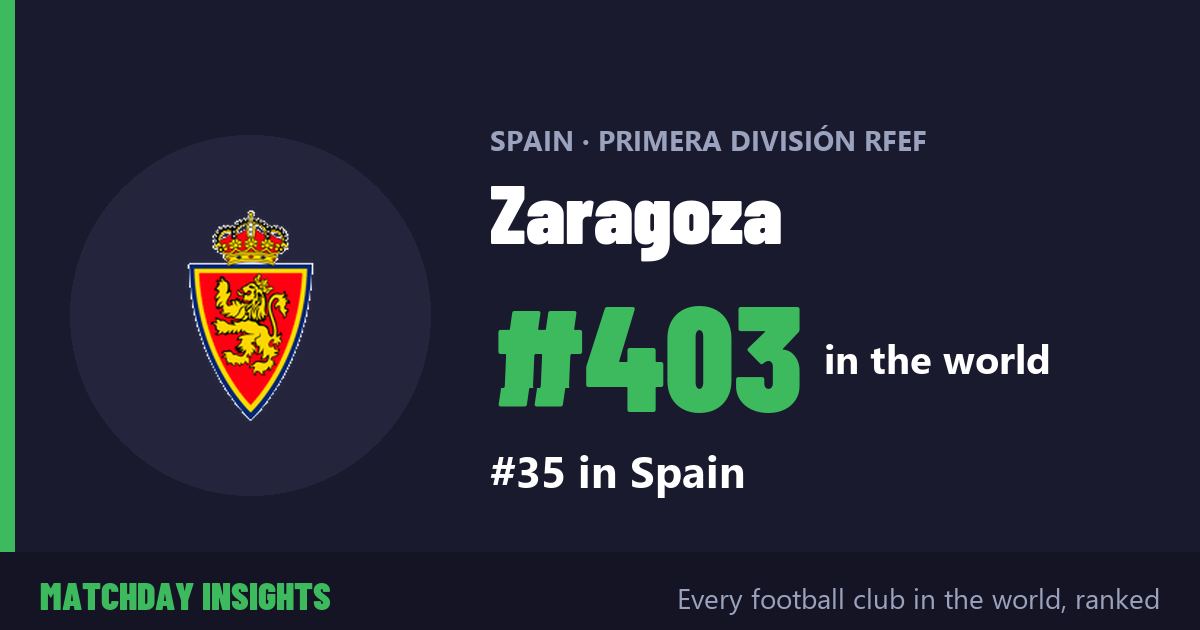 SPAIN · PRIMERA DIVISIÓN RFEF
Zaragoza
#403 in the world
#35 in Spain
MATCHDAY INSIGHTS
Every football club in the world, ranked